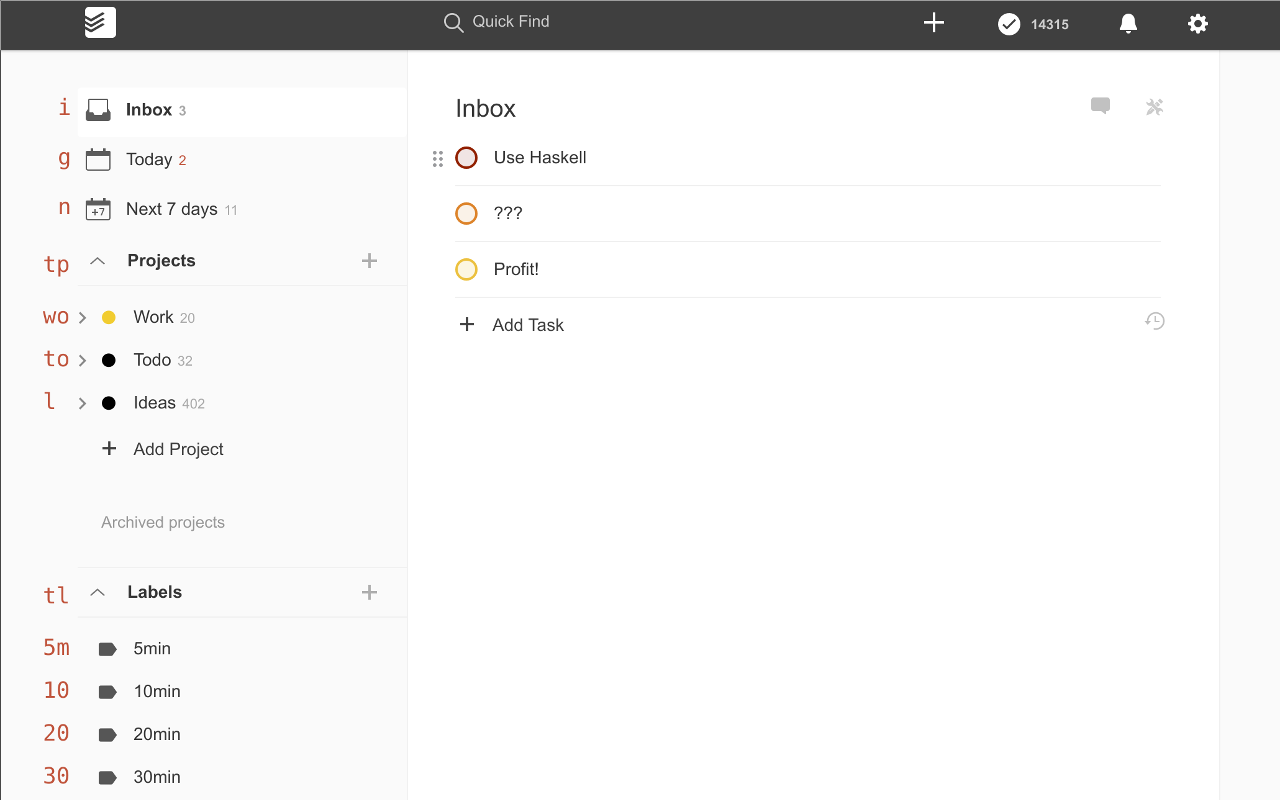 Quick Find
14315
i Inbox 3
g Today 2
n +7 Next 7 days 11
tp Projects
wo Work 20
to Todo 32
l Ideas 402
Add Project
Archived projects
tl Labels
5m 5min
10 10min
20 20min
30 30min
Inbox
Use Haskell
???
Profit!
Add Task